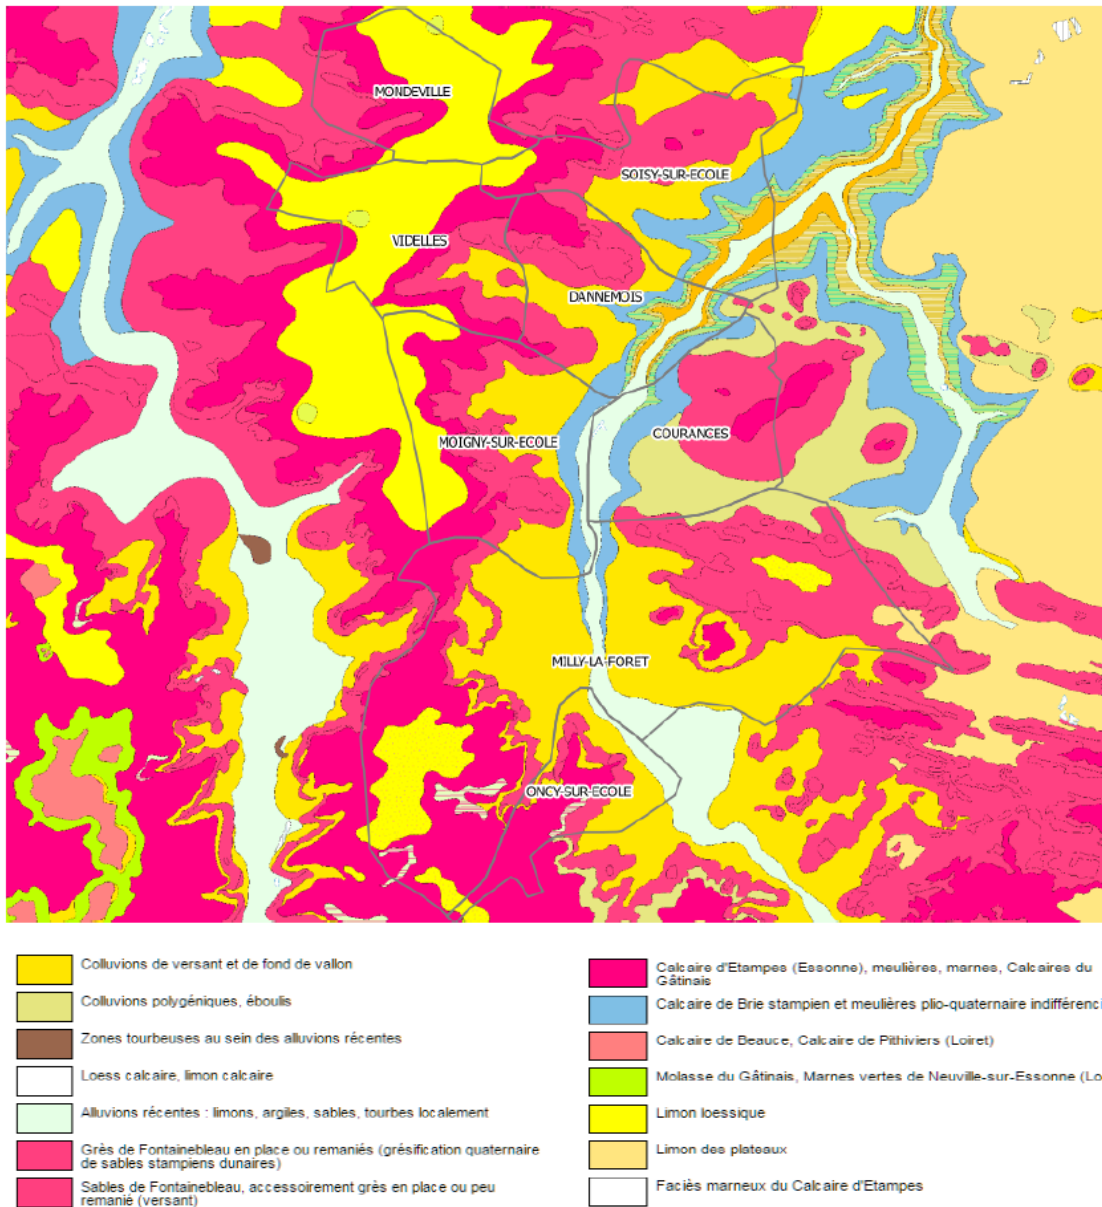 MONDEVILLE
SOISY-SUR-ECOLE
VIDELLES
DANNEMOIS
MOIGNY-SUR-ECOLE
COURANCES
MILLY-LA-FORET
ONCY-SUR-ECOLE
Colluvions de versant et de fond de vallon
Colluvions polygéniques, éboulis
Zones tourbeuses au sein des alluvions récentes
Loess calcaire, limon calcaire
Alluvions récentes : limons, argiles, sables, tourbes localement
Grès de Fontainebleau en place ou remaniés (grésification quaternaire
de sables stampiens dunaires)
Sables de Fontainebleau, accessoirement grès en place ou peu
remanié (versant)
Calcaire d'Etampes (Essonne), meulières, marnes, Calcaires du
Gâtinais
Calcaire de Brie stampien et meulières plio-quaternaire indifférenci
Calcaire de Beauce, Calcaire de Pithiviers (Loiret)
Molasse du Gâtinais, Marnes vertes de Neuville-sur-Essonne (Lo
Limon loessique
Limon des plateaux
Faciès marneux du Calcaire d'Etampes